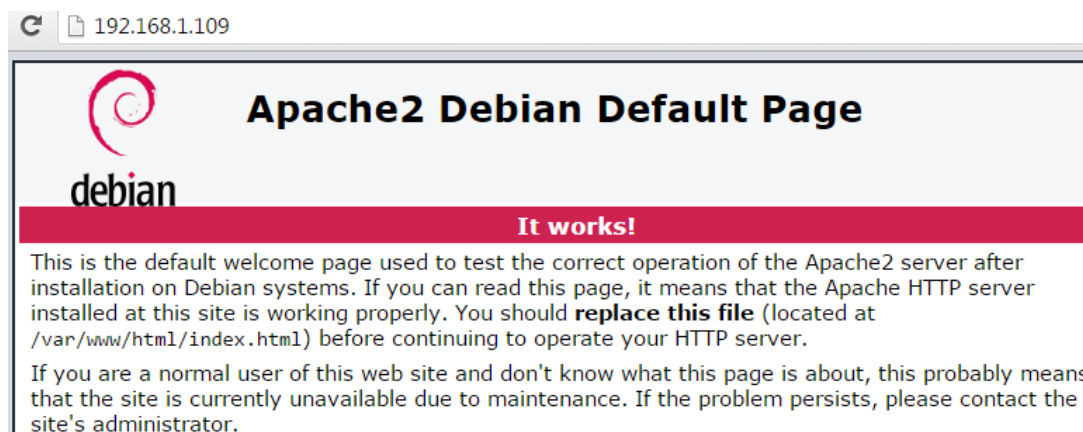 192.168.1.109
Apache2 Debian Default Page
debian
It works!
This is the default welcome page used to test the correct operation of the Apache2 server after
installation on Debian systems. If you can read this page, it means that the Apache HTTP server
installed at this site is working properly. You should replace this file (located at
/var/www/html/index.html) before continuing to operate your HTTP server.
If you are a normal user of this web site and don't know what this page is about, this probably means
that the site is currently unavailable due to maintenance. If the problem persists, please contact the
site's administrator.